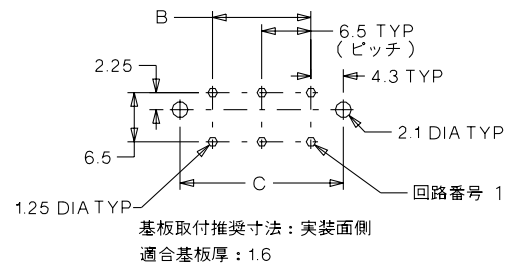 B
6.5 TYP
(ピッチ)
2.25
4.3 TYP
2.1 DIA TYP
6.5
C
回路番号 1
1.25 DIA TYP
基板取付推奨寸法:実装面側
適合基板厚:1.6